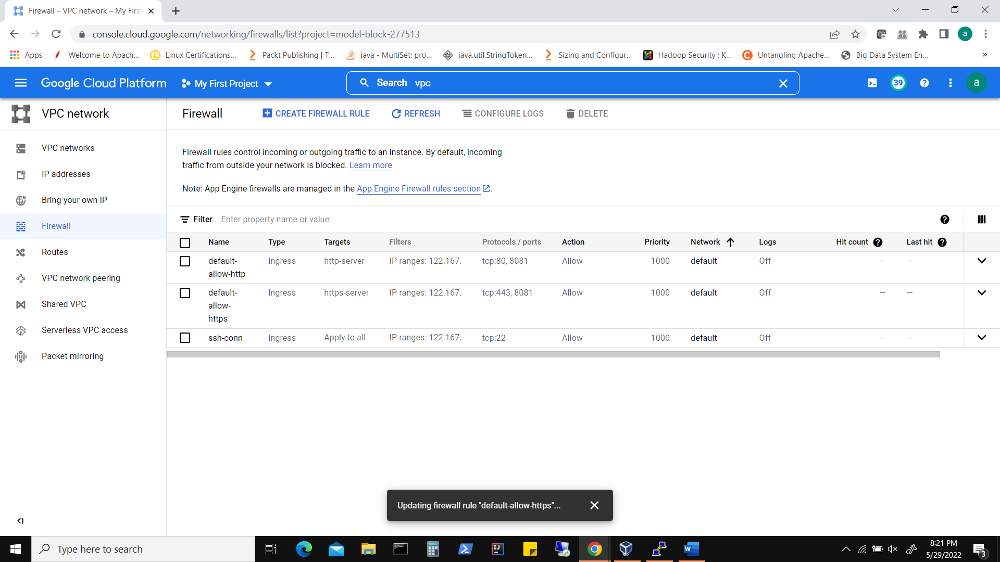 Firewall – VPC network – My First
console.cloud.google.com/networking/firewalls/list?project=model-block-277513
a
Apps
Welcome to Apach...
Linux Certifications...
Packt Publishing | T...
java - MultiSet: pro...
java.util.StringToken...
Sizing and Configur...
Hadoop Security : K...
Untangling Apache...
Big Data System En...
»
Google Cloud Platform
My First Project
Search vpc
39
a
VPC network
Firewall
CREATE FIREWALL RULE
REFRESH
CONFIGURE LOGS
DELETE
VPC networks
IP addresses
Bring your own IP
Firewall
Routes
VPC network peering
Shared VPC
Serverless VPC access
Packet mirroring
Firewall rules control incoming or outgoing traffic to an instance. By default, incoming
traffic from outside your network is blocked. Learn more
Note: App Engine firewalls are managed in the App Engine Firewall rules section.
Filter Enter property name or value
Name Type Targets Filters Protocols / ports Action Priority Network Logs Hit count Last hit
default- Ingress http-server IP ranges: 122.167. tcp:80, 8081 Allow 1000 default Off — —
allow-http
default- Ingress https-server IP ranges: 122.167. tcp:443, 8081 Allow 1000 default Off — —
allow-
https
ssh-conn Ingress Apply to all IP ranges: 122.167. tcp:22 Allow 1000 default Off — —
Updating firewall rule "default-allow-https"...
Type here to search
8:21 PM
5/29/2022
3